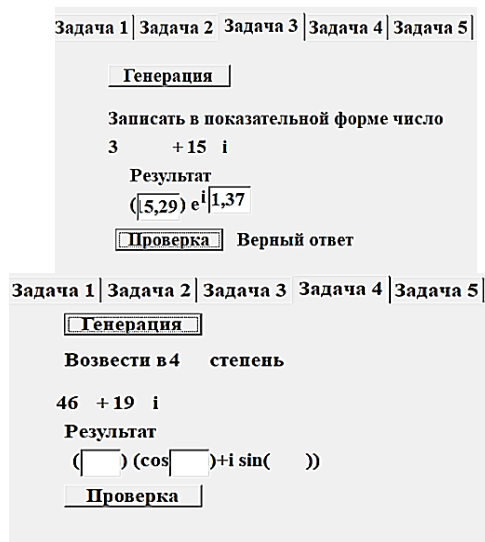 Задача 1 Задача 2 Задача 3 Задача 4 Задача 5
Генерация
Записать в показательной форме число
3 +15 i
Результат
(15,29) e i 1,37
Проверка Верный ответ
Задача 1 Задача 2 Задача 3 Задача 4 Задача 5
Генерация
Возвести в 4 степень
46 +19 i
Результат
( ) (cos )+i sin( ))
Проверка